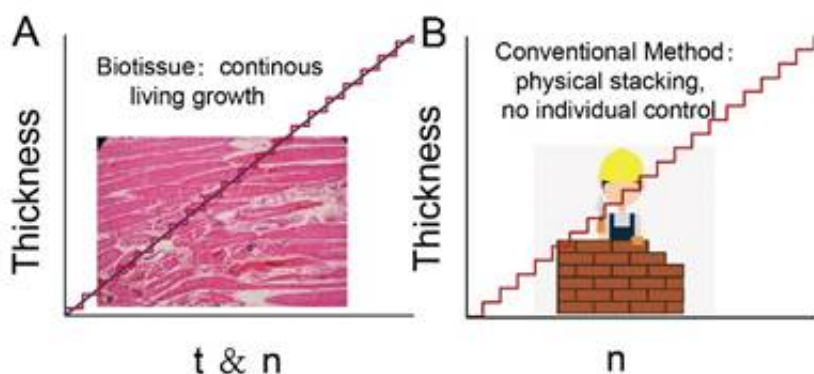 A
Biotissue: continous
living growth
Thickness
t & n
B
Conventional Method:
physical stacking,
no individual control
Thickness
n